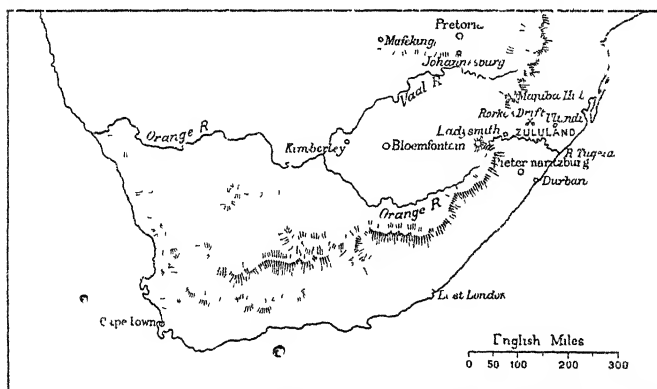 Pretoria
Mafeking
Johannesburg
Vaal R
Majuba Hill
Rorke's Drift
Ulundi
Orange R
Ladysmith
ZULULAND
Kimberley
Bloemfontein
R Tugela
Pietermaritzburg
Durban
Orange R
East London
Cape Town
English Miles
0 50 100 200 300